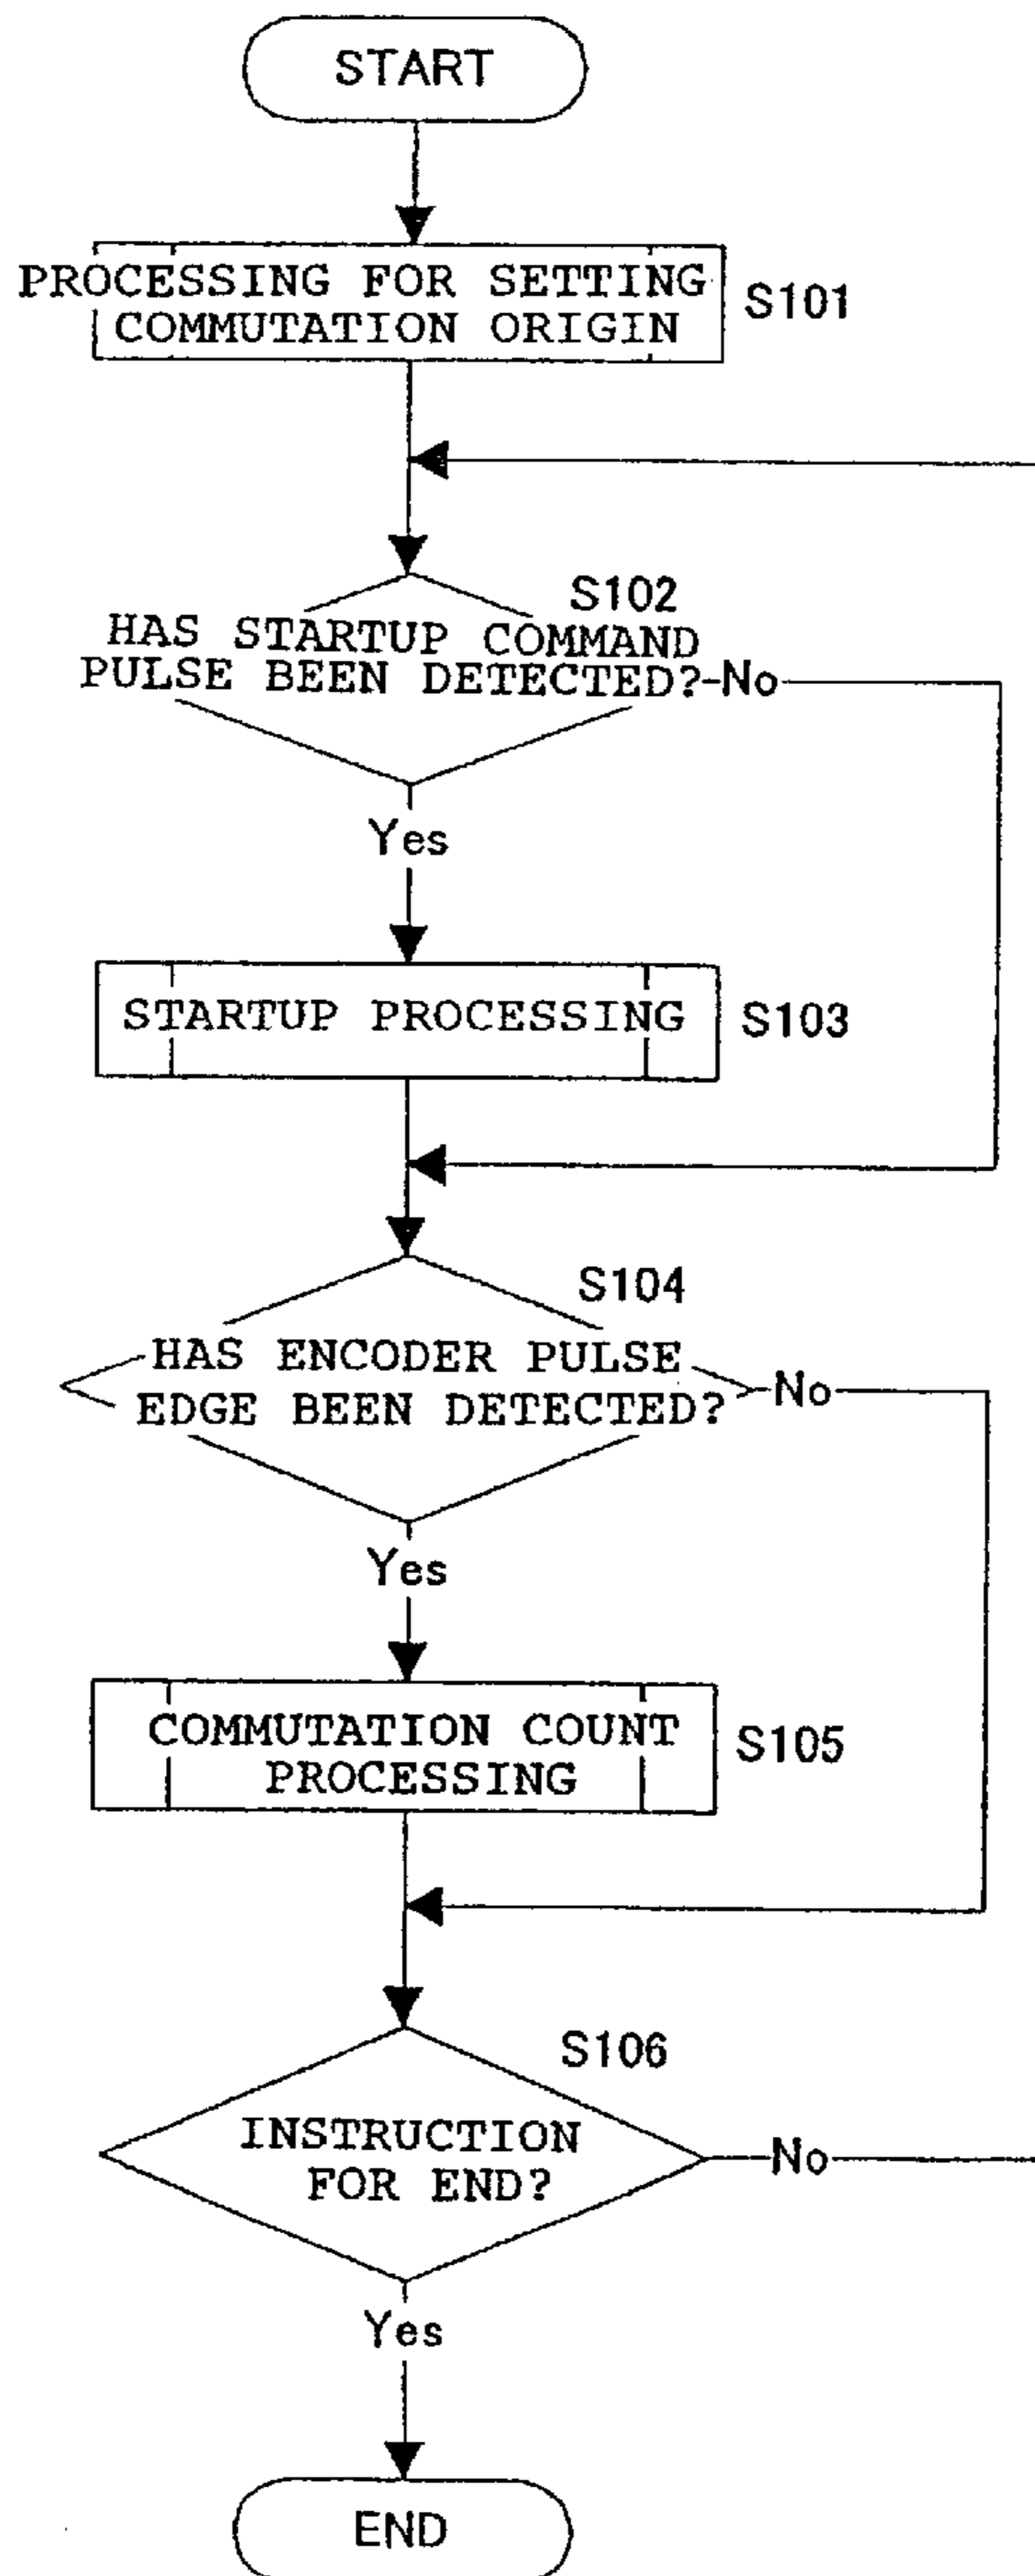 START
PROCESSING FOR SETTING
COMMUTATION ORIGIN
S101
S102
HAS STARTUP COMMAND
PULSE BEEN DETECTED?
No
Yes
STARTUP PROCESSING
S103
S104
HAS ENCODER PULSE
EDGE BEEN DETECTED?
No
Yes
COMMUTATION COUNT
PROCESSING
S105
S106
INSTRUCTION
FOR END?
No
Yes
END